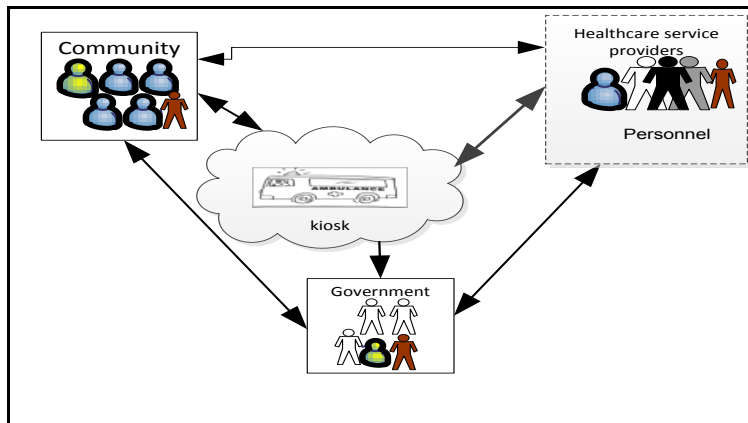 Community
Healthcare service
providers
Personnel
AMBULANCE
kiosk
Government